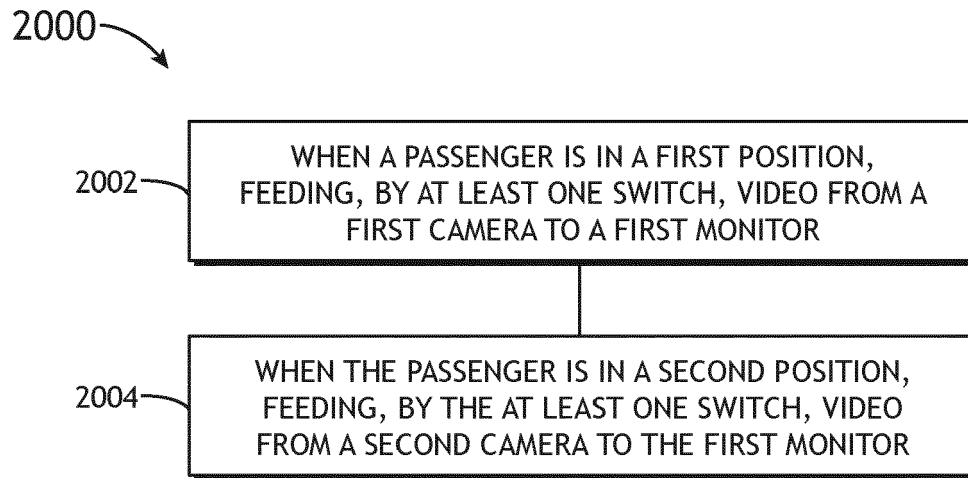 2000
2002
WHEN A PASSENGER IS IN A FIRST POSITION,
FEEDING, BY AT LEAST ONE SWITCH, VIDEO FROM A
FIRST CAMERA TO A FIRST MONITOR
2004
WHEN THE PASSENGER IS IN A SECOND POSITION,
FEEDING, BY THE AT LEAST ONE SWITCH, VIDEO
FROM A SECOND CAMERA TO THE FIRST MONITOR